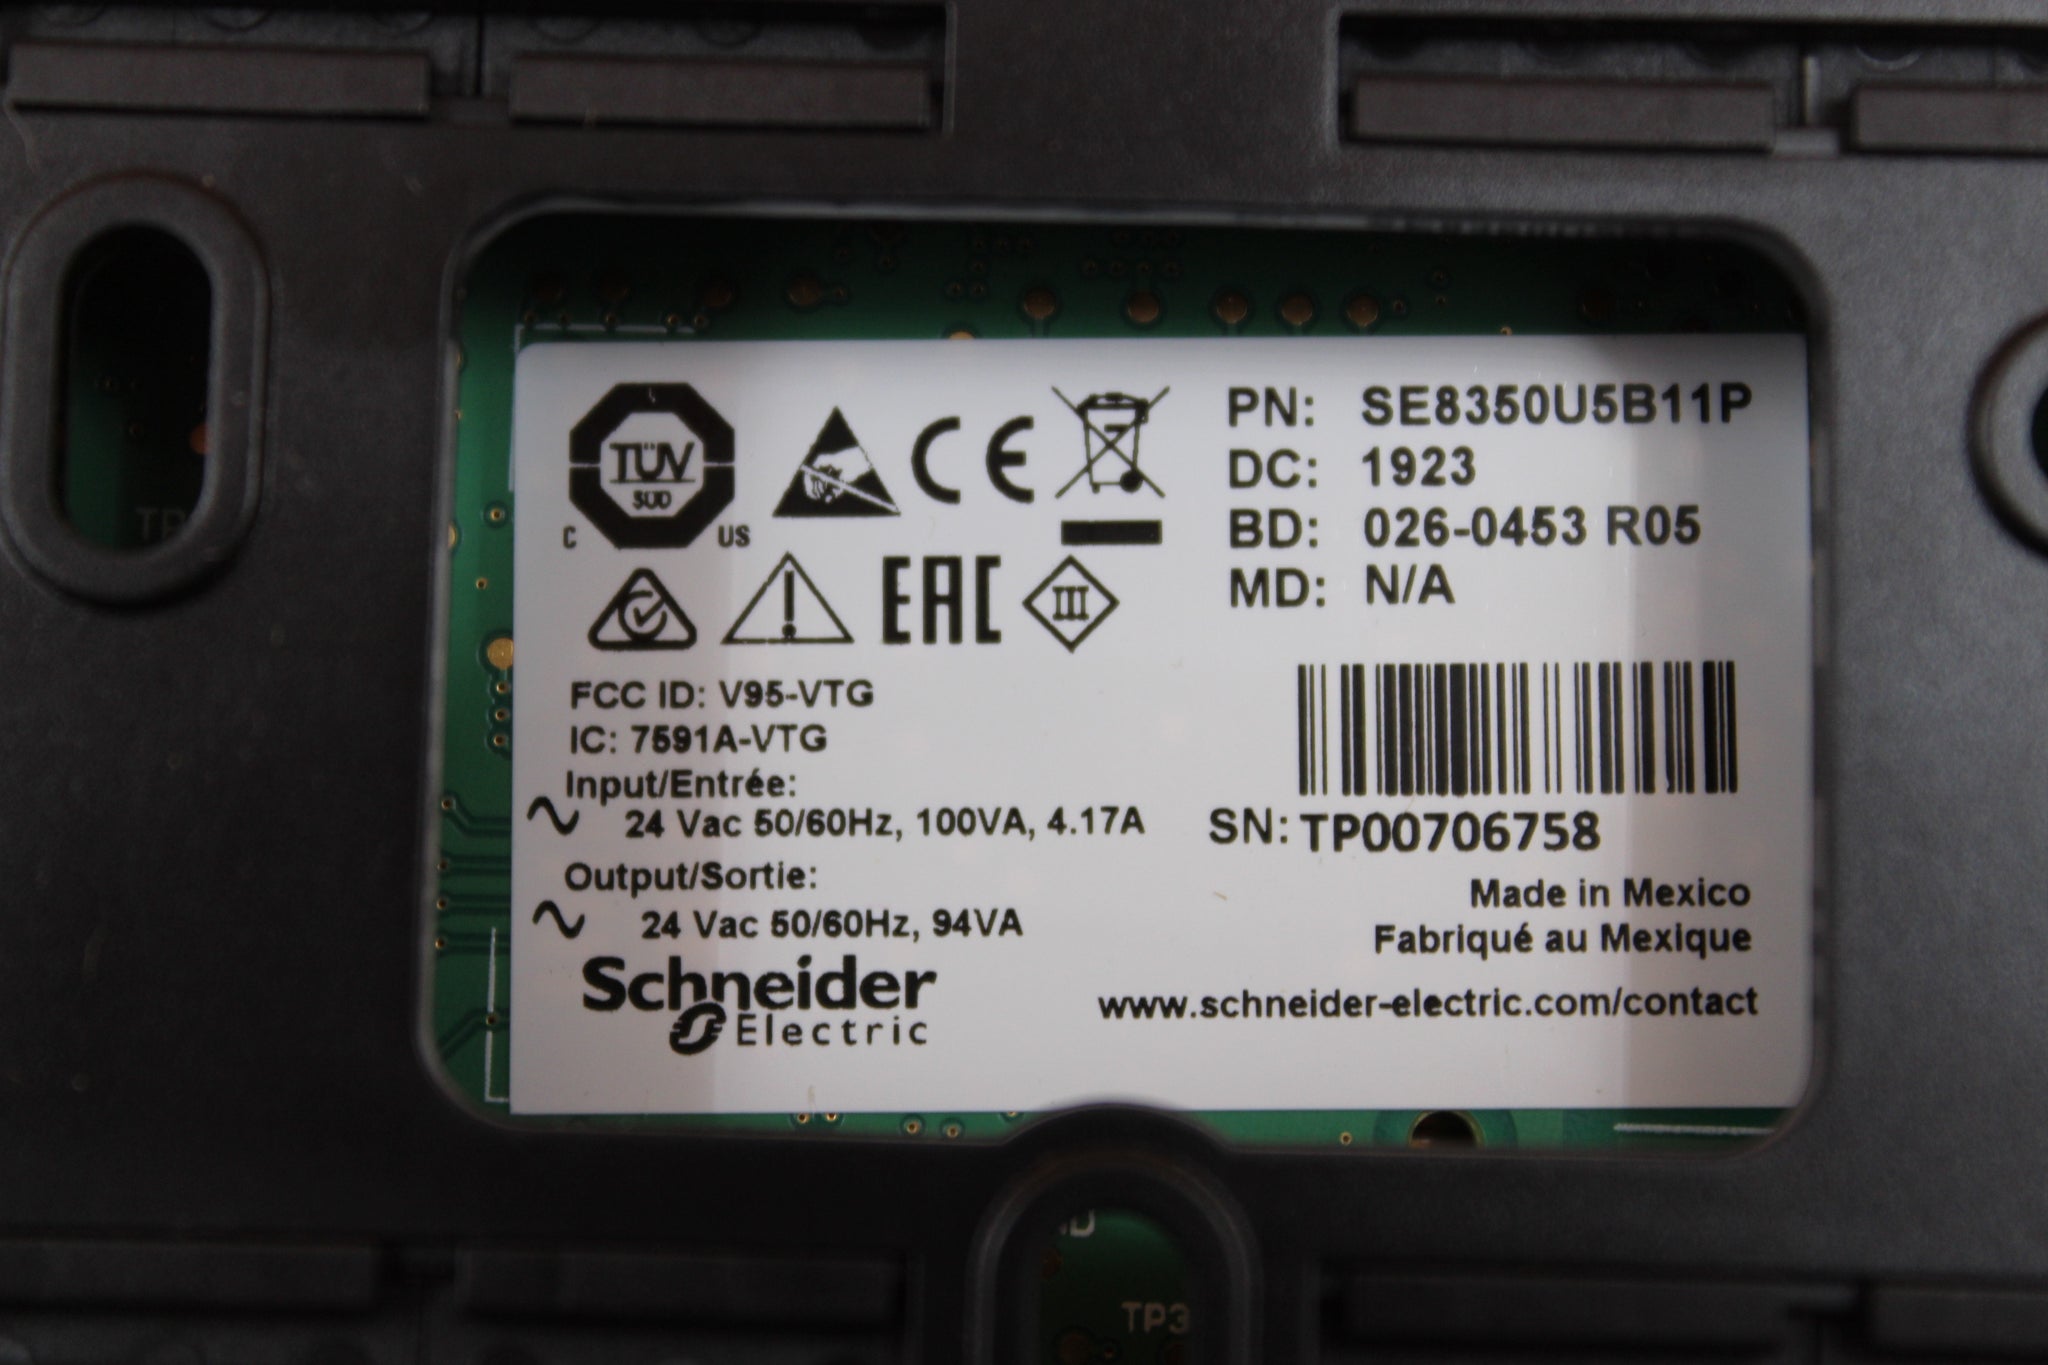 TÜV
SÜD
C US
CE
EAC
III
PN: SE8350U5B11P
DC: 1923
BD: 026-0453 R05
MD: N/A
FCC ID: V95-VTG
IC: 7591A-VTG
Input/Entrée:
24 Vac 50/60Hz, 100VA, 4.17A
Output/Sortie:
24 Vac 50/60Hz, 94VA
Schneider
Electric
SN: TP00706758
Made in Mexico
Fabriqué au Mexique
www.schneider-electric.com/contact
TP3